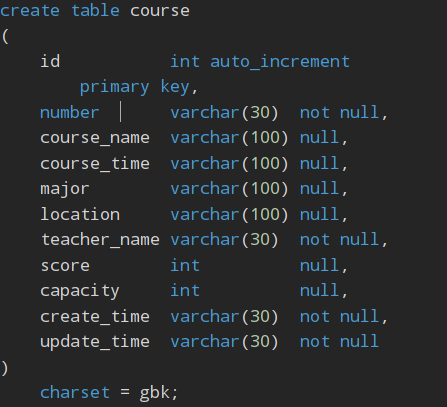 create table course
(
    id           int auto_increment
        primary key,
    number       varchar(30)  not null,
    course_name  varchar(100) null,
    course_time  varchar(100) null,
    major        varchar(100) null,
    location     varchar(100) null,
    teacher_name varchar(30)  not null,
    score        int          null,
    capacity     int          null,
    create_time  varchar(30)  not null,
    update_time  varchar(30)  not null
)
    charset = gbk;